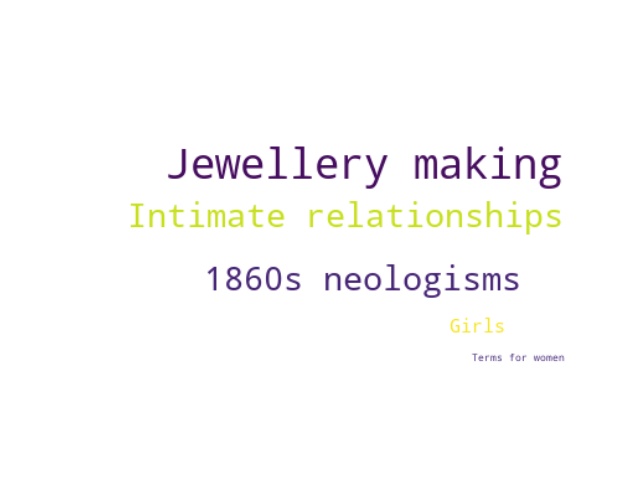 Jewellery making
Intimate relationships
1860s neologisms
Girls
Terms for women